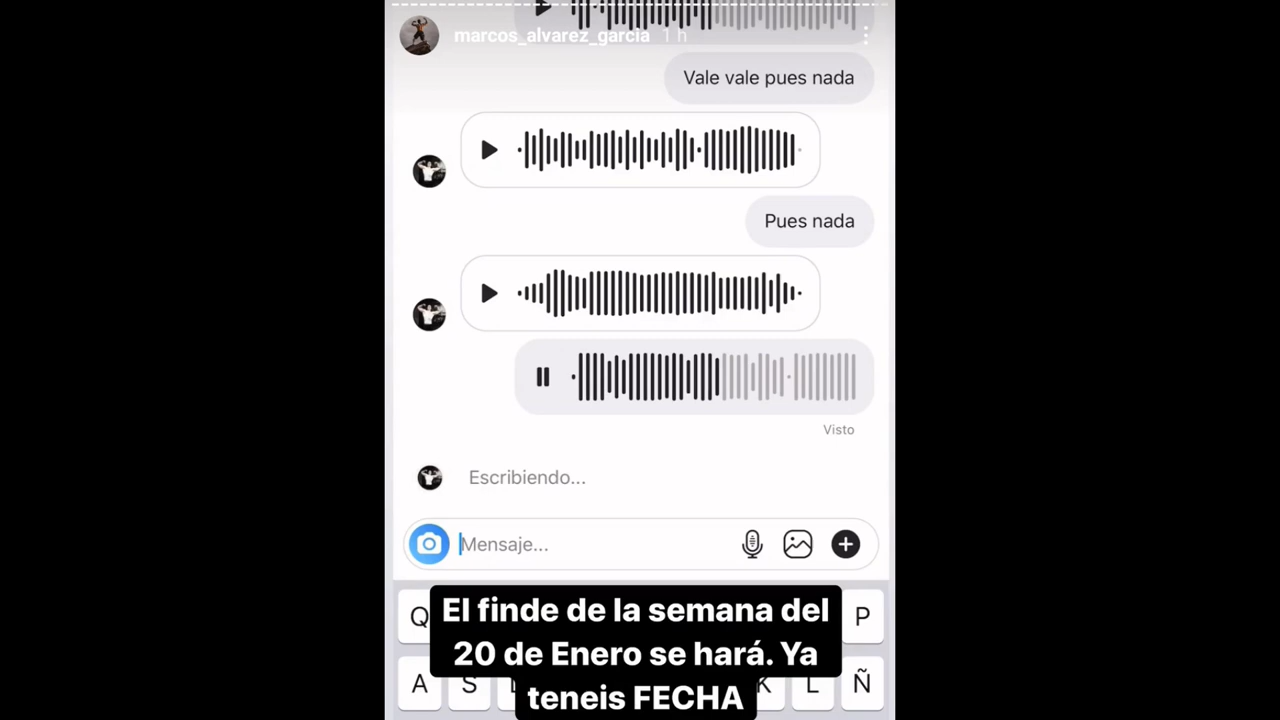 marcos_alvarez_garcia 1 h
Vale vale pues nada
Pues nada
Visto
Escribiendo...
Mensaje...
Q P
El finde de la semana del
20 de Enero se hará. Ya
teneis FECHA
A S K L Ñ